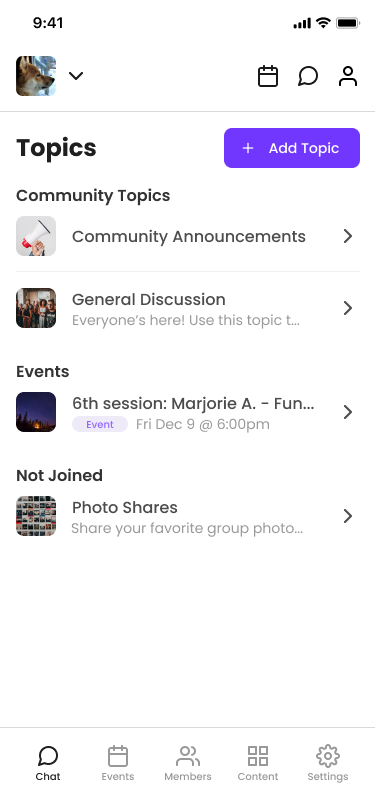 9:41
Topics
Add Topic
Community Topics
Community Announcements
General Discussion
Everyone’s here! Use this topic t...
Events
6th session: Marjorie A. - Fun...
Event Fri Dec 9 @ 6:00pm
Not Joined
Photo Shares
Share your favorite group photo...
Chat Events Members Content Settings